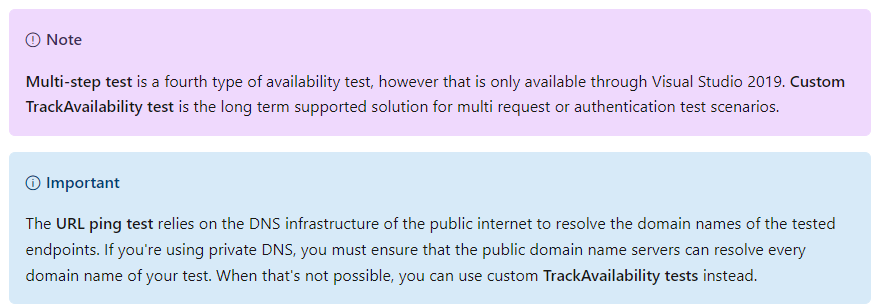 Note
Multi-step test is a fourth type of availability test, however that is only available through Visual Studio 2019. Custom
TrackAvailability test is the long term supported solution for multi request or authentication test scenarios.
Important
The URL ping test relies on the DNS infrastructure of the public internet to resolve the domain names of the tested
endpoints. If you're using private DNS, you must ensure that the public domain name servers can resolve every
domain name of your test. When that's not possible, you can use custom TrackAvailability tests instead.